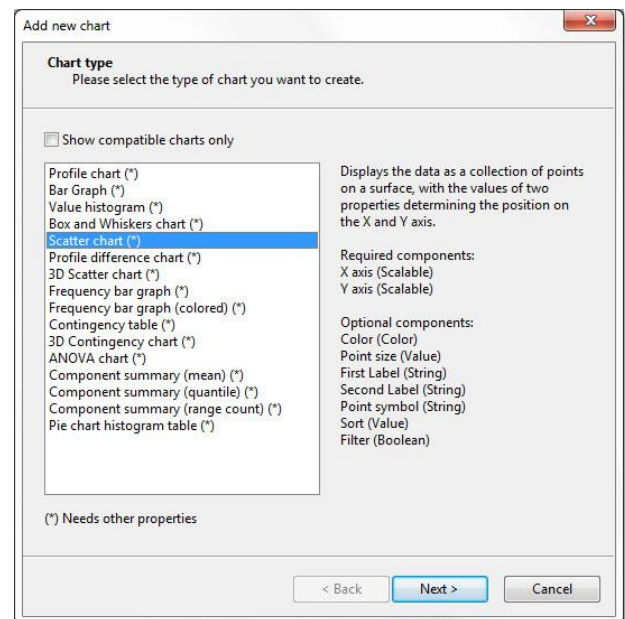 Add new chart
Chart type
Please select the type of chart you want to create.
Show compatible charts only
Profile chart (*)
Bar Graph (*)
Value histogram (*)
Box and Whiskers chart (*)
Scatter chart (*)
Profile difference chart (*)
3D Scatter chart (*)
Frequency bar graph (*)
Frequency bar graph (colored) (*)
Contingency table (*)
3D Contingency chart (*)
ANOVA chart (*)
Component summary (mean) (*)
Component summary (quantile) (*)
Component summary (range count) (*)
Pie chart histogram table (*)
Displays the data as a collection of points
on a surface, with the values of two
properties determining the position on
the X and Y axis.
Required components:
X axis (Scalable)
Y axis (Scalable)
Optional components:
Color (Color)
Point size (Value)
First Label (String)
Second Label (String)
Point symbol (String)
Sort (Value)
Filter (Boolean)
(*) Needs other properties
< Back
Next >
Cancel